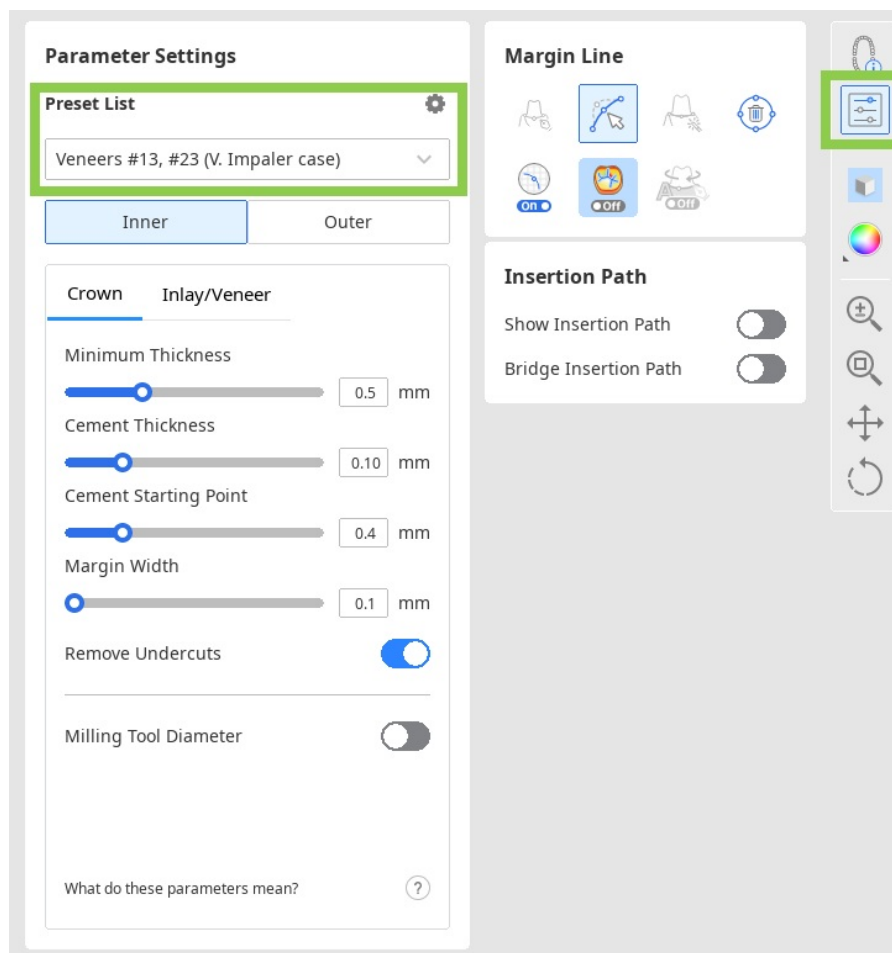 Parameter Settings
Preset List
Veneers #13, #23 (V. Impaler case)
Inner Outer
Crown Inlay/Veneer
Minimum Thickness
0.5 mm
Cement Thickness
0.10 mm
Cement Starting Point
0.4 mm
Margin Width
0.1 mm
Remove Undercuts
Milling Tool Diameter
What do these parameters mean? ?
Margin Line
On Off Off
Insertion Path
Show Insertion Path
Bridge Insertion Path